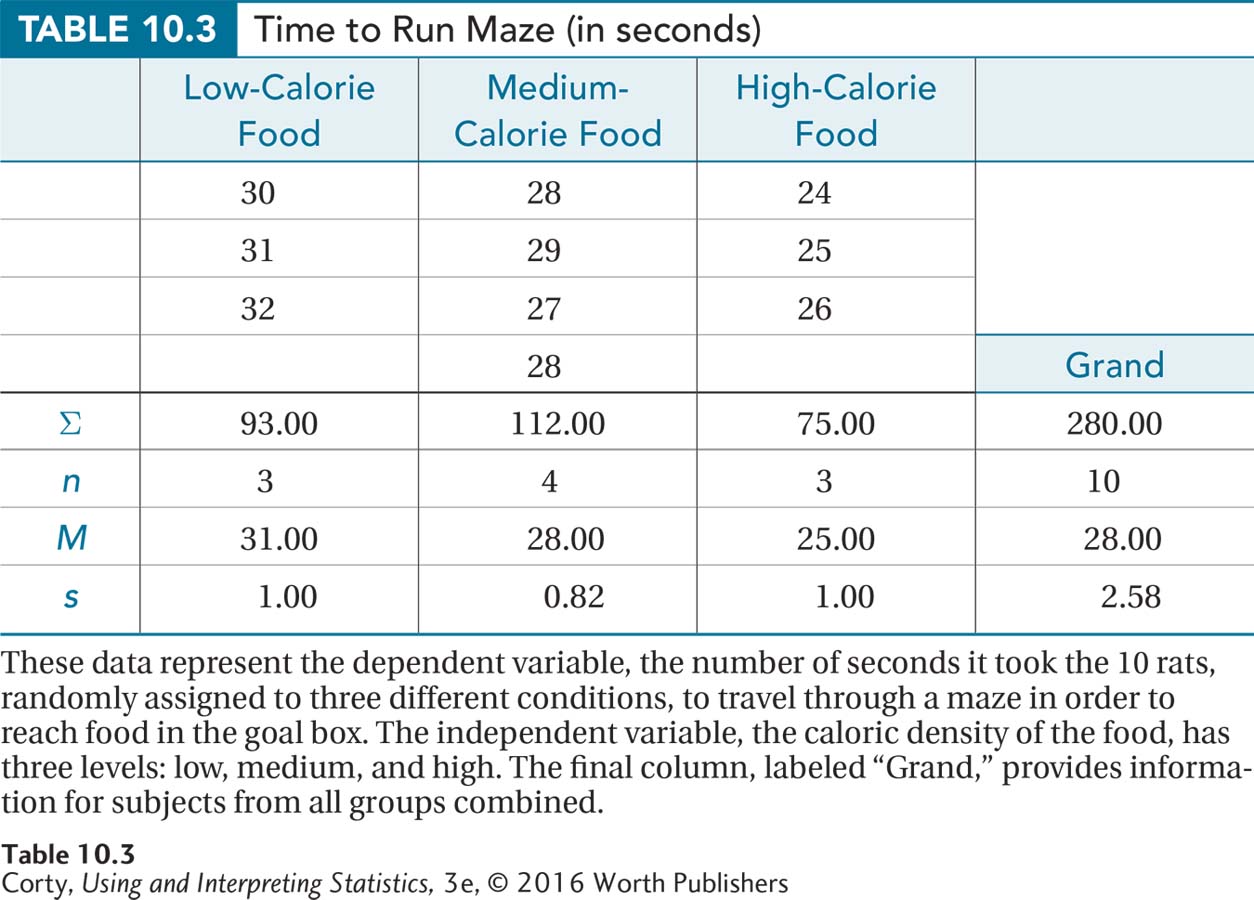 TABLE 10.3 Time to Run Maze (in seconds)
Low-Calorie Food Medium-Calorie Food High-Calorie Food
30 28 24
31 29 25
32 27 26
28 Grand
Σ 93.00 112.00 75.00 280.00
n 3 4 3 10
M 31.00 28.00 25.00 28.00
s 1.00 0.82 1.00 2.58
These data represent the dependent variable, the number of seconds it took the 10 rats,
randomly assigned to three different conditions, to travel through a maze in order to
reach food in the goal box. The independent variable, the caloric density of the food, has
three levels: low, medium, and high. The final column, labeled “Grand,” provides informa-
tion for subjects from all groups combined.
Table 10.3
Corty, Using and Interpreting Statistics, 3e, © 2016 Worth Publishers